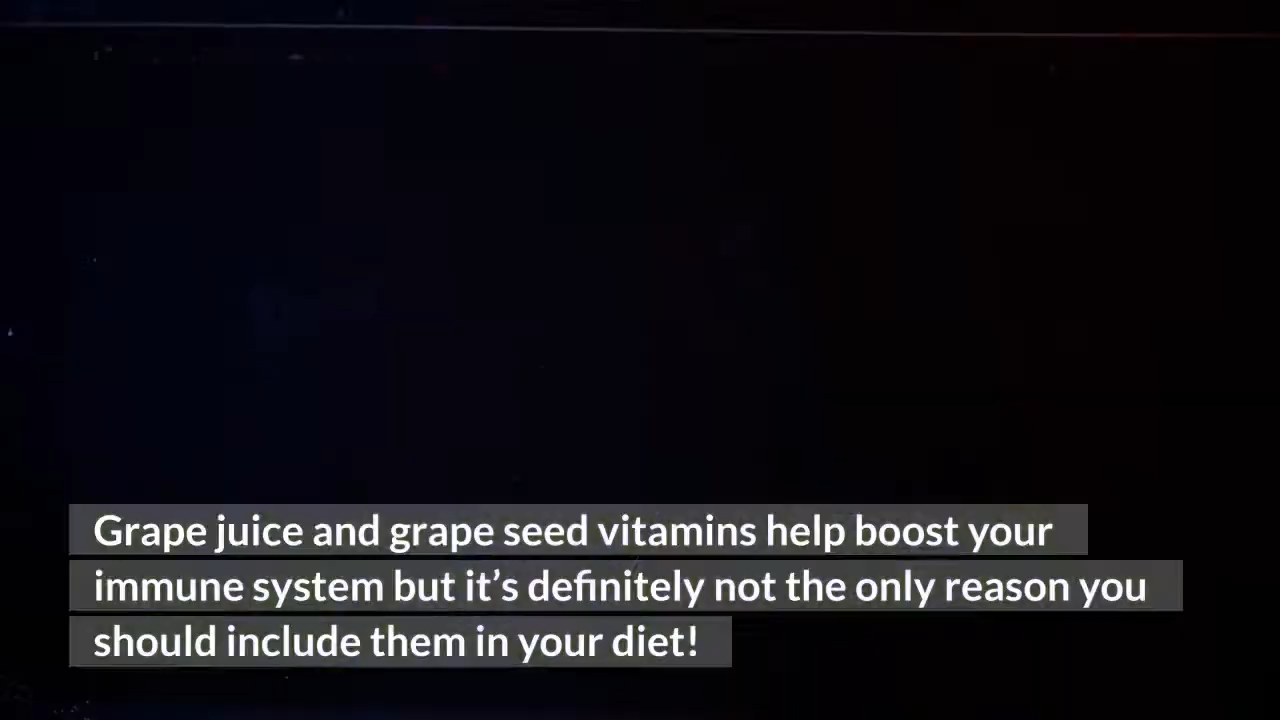 Grape juice and grape seed vitamins help boost your
immune system but it’s definitely not the only reason you
should include them in your diet!